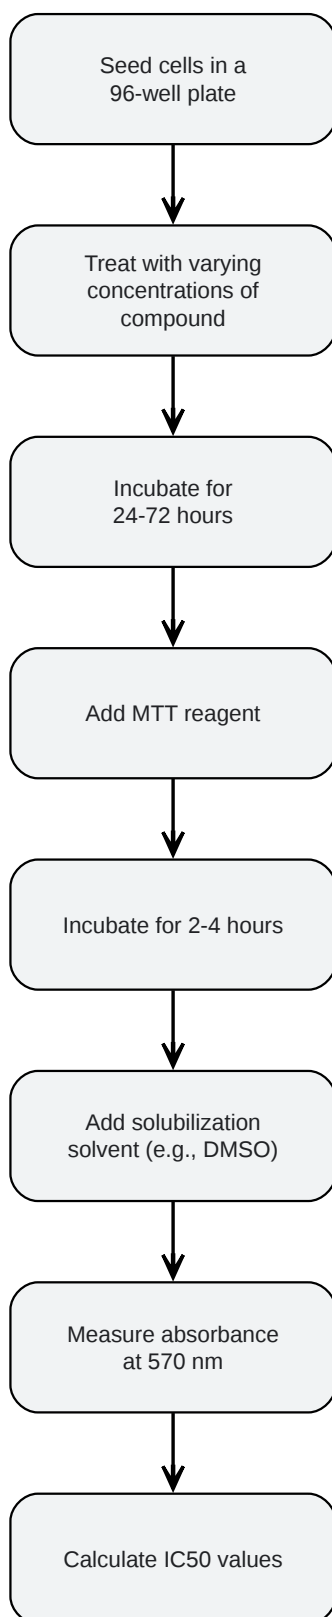 Seed cells in a
96-well plate
Treat with varying
concentrations of
compound
Incubate for
24-72 hours
Add MTT reagent
Incubate for 2-4 hours
Add solubilization
solvent (e.g., DMSO)
Measure absorbance
at 570 nm
Calculate IC50 values